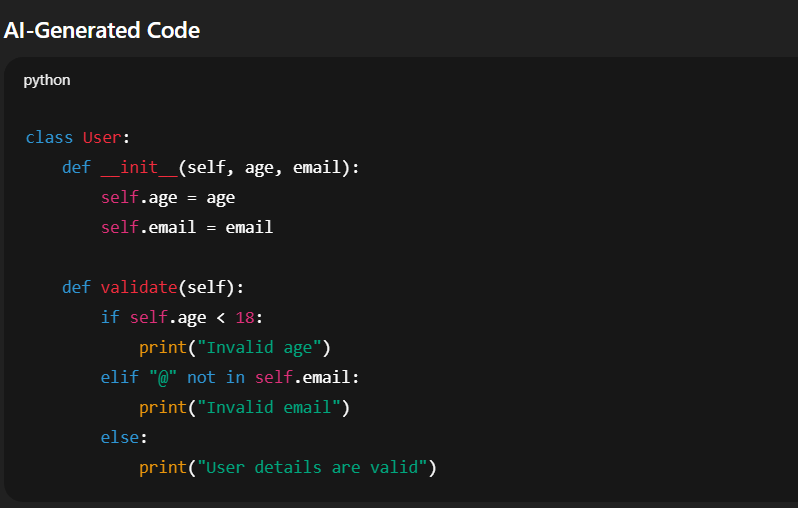 AI-Generated Code
python
class User:
    def __init__(self, age, email):
        self.age = age
        self.email = email
    def validate(self):
        if self.age < 18:
            print("Invalid age")
        elif "@" not in self.email:
            print("Invalid email")
        else:
            print("User details are valid")